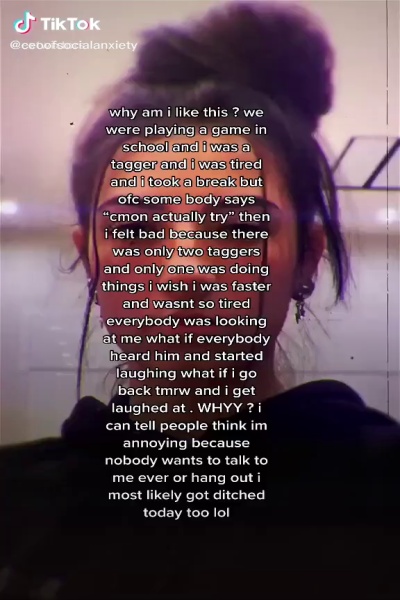 TikTok
@ceoofsocialanxiety
why am i like this ? we
were playing a game in
school and i was a
tagger and i was tired
and i took a break but
ofc some body says
“cmon actually try” then
i felt bad because there
was only two taggers
and only one was doing
things i wish i was faster
and wasnt so tired
everybody was looking
at me what if everybody
heard him and started
laughing what if i go
back tmrw and i get
laughed at . WHYY ? i
can tell people think im
annoying because
nobody wants to talk to
me ever or hang out i
most likely got ditched
today too lol